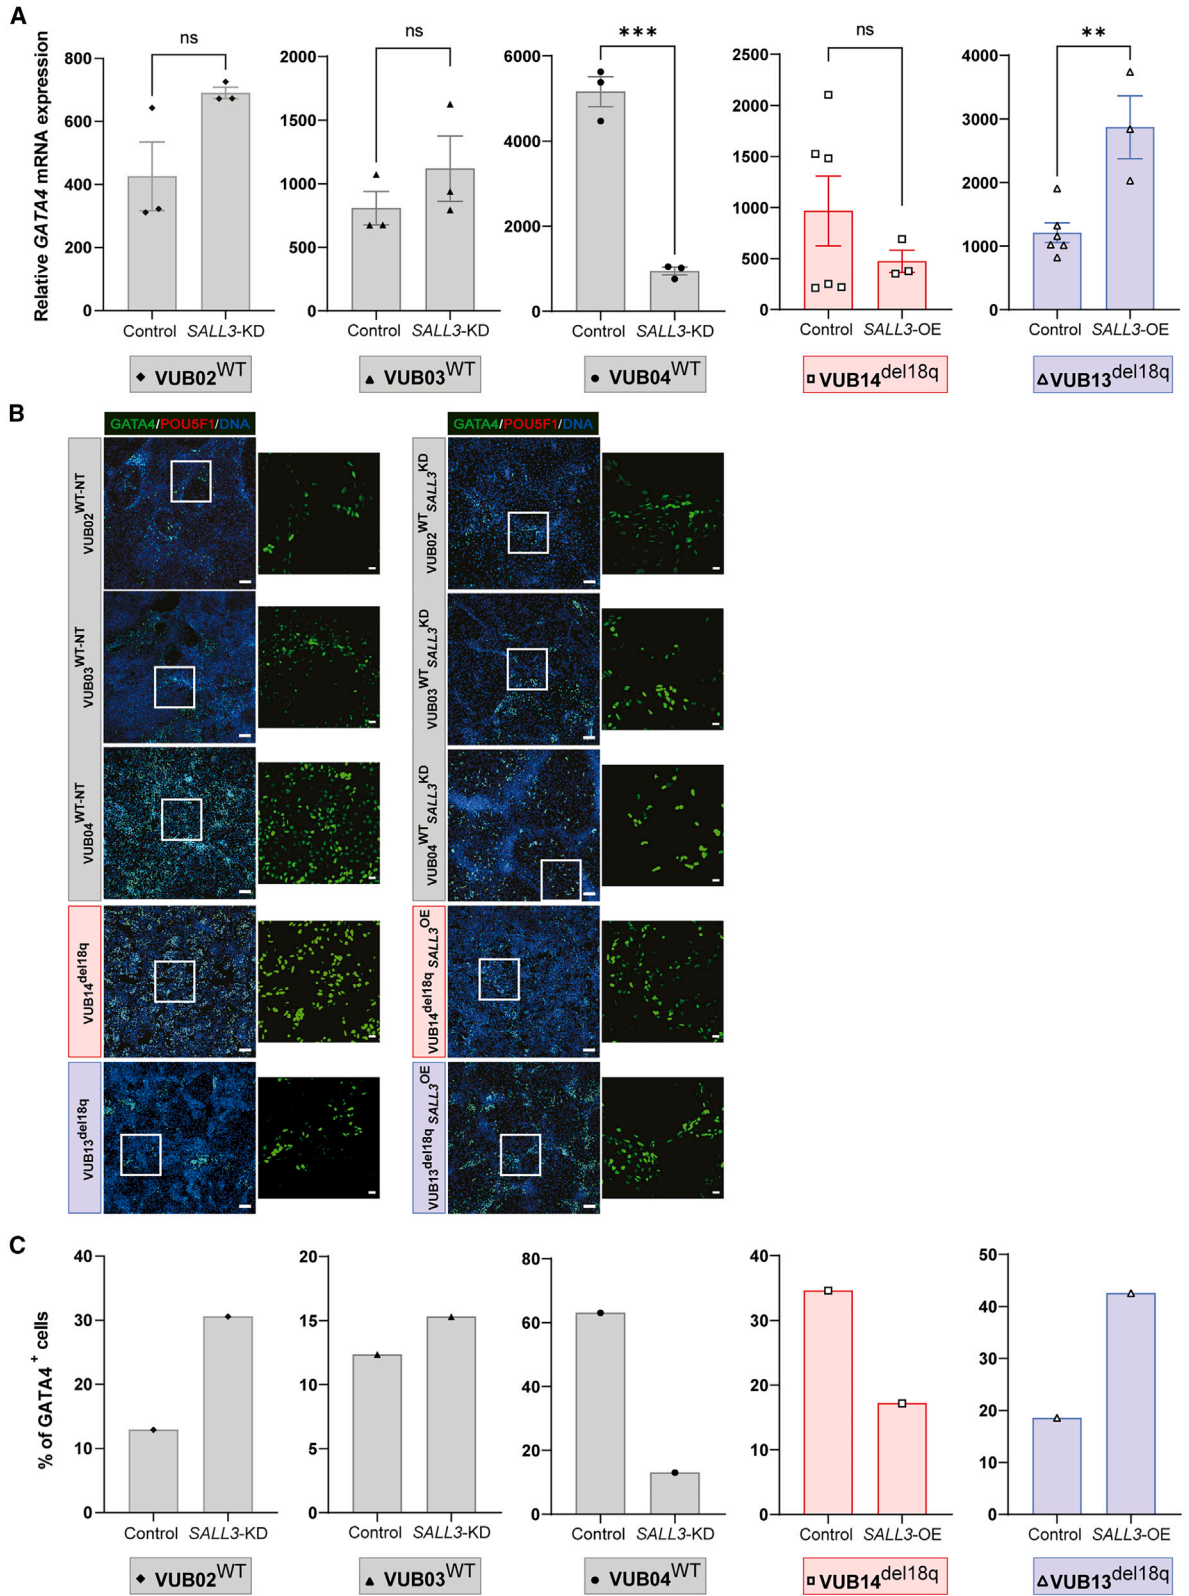 A
Relative GATA4 mRNA expression
ns
ns
***
ns
**
800
600
400
200
0
2000
1500
1000
500
0
6000
4000
2000
0
2500
2000
1500
1000
500
0
4000
3000
2000
1000
0
Control SALL3-KD
Control SALL3-KD
Control SALL3-KD
Control SALL3-OE
Control SALL3-OE
VUB02WT
VUB03WT
VUB04WT
VUB14del18q
VUB13del18q
B
GATA4/POU5F1/DNA
GATA4/POU5F1/DNA
VUB02WT-NT
VUB02WT SALL3KD
VUB03WT-NT
VUB03WT SALL3KD
VUB04WT-NT
VUB04WT SALL3KD
VUB14del18q
VUB14del18q SALL3OE
VUB13del18q
VUB13del18q SALL3OE
C
% of GATA4+ cells
40
30
20
10
0
20
15
10
5
0
80
60
40
20
0
40
30
20
10
0
50
40
30
20
10
0
Control SALL3-KD
Control SALL3-KD
Control SALL3-KD
Control SALL3-OE
Control SALL3-OE
VUB02WT
VUB03WT
VUB04WT
VUB14del18q
VUB13del18q